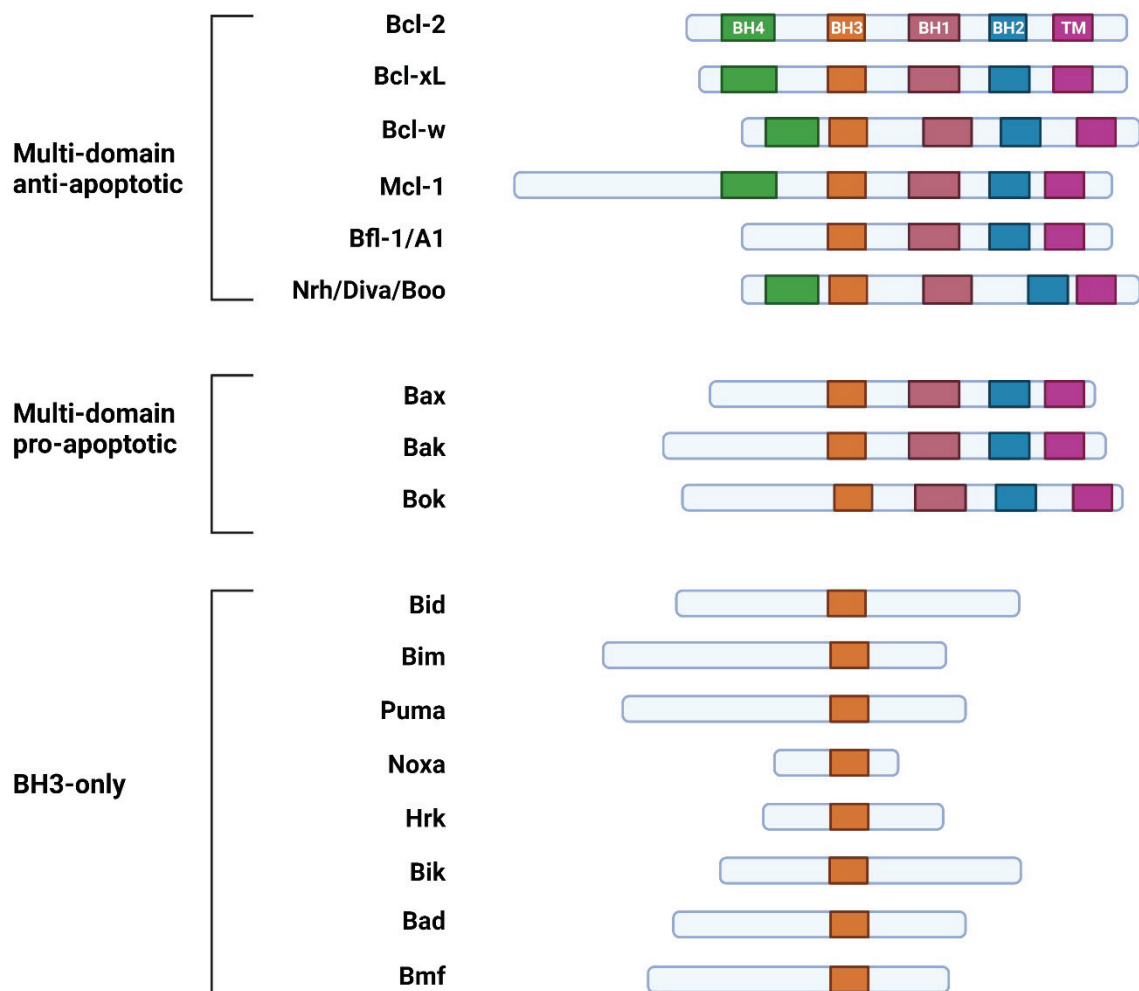 Bcl-2
BH4 BH3 BH1 BH2 TM
Bcl-xL
Bcl-w
Multi-domain
anti-apoptotic
Mcl-1
Bfl-1/A1
Nrh/Diva/Boo
Multi-domain
pro-apoptotic
Bax
Bak
Bok
BH3-only
Bid
Bim
Puma
Noxa
Hrk
Bik
Bad
Bmf